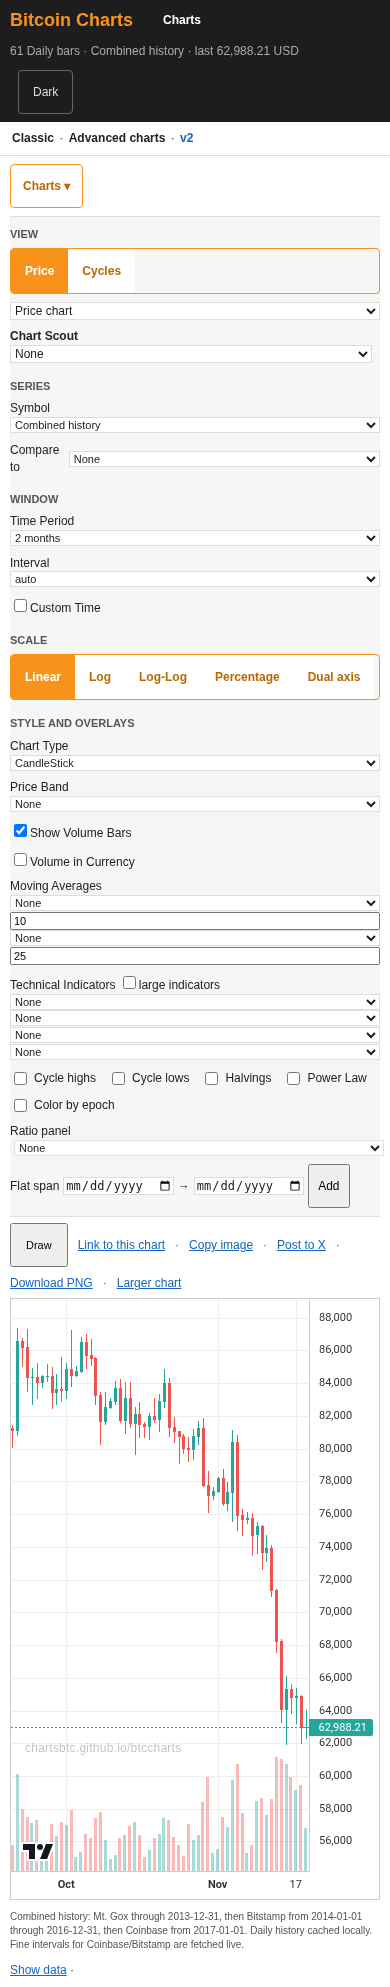 Bitcoin Charts Charts
61 Daily bars · Combined history · last 62,988.21 USD
Dark
Classic · Advanced charts · v2
Charts ▾
VIEW
Price Cycles
Price chart
Chart Scout
None
SERIES
Symbol
Combined history
Compare to None
WINDOW
Time Period
2 months
Interval
auto
Custom Time
SCALE
Linear Log Log-Log Percentage Dual axis
STYLE AND OVERLAYS
Chart Type
CandleStick
Price Band
None
Show Volume Bars
Volume in Currency
Moving Averages
None
10
None
25
Technical Indicators large indicators
None
None
None
None
Cycle highs Cycle lows Halvings Power Law
Color by epoch
Ratio panel
None
Flat span mm/dd/yyyy → mm/dd/yyyy Add
Draw Link to this chart · Copy image · Post to X ·
Download PNG · Larger chart
88,000
86,000
84,000
82,000
80,000
78,000
76,000
74,000
72,000
70,000
68,000
66,000
64,000
62,988.21
62,000
chartsbtc.github.io/btccharts
60,000
58,000
56,000
Oct Nov 17
Combined history: Mt. Gox through 2013-12-31, then Bitstamp from 2014-01-01
through 2016-12-31, then Coinbase from 2017-01-01. Daily history cached locally.
Fine intervals for Coinbase/Bitstamp are fetched live.
Show data ·